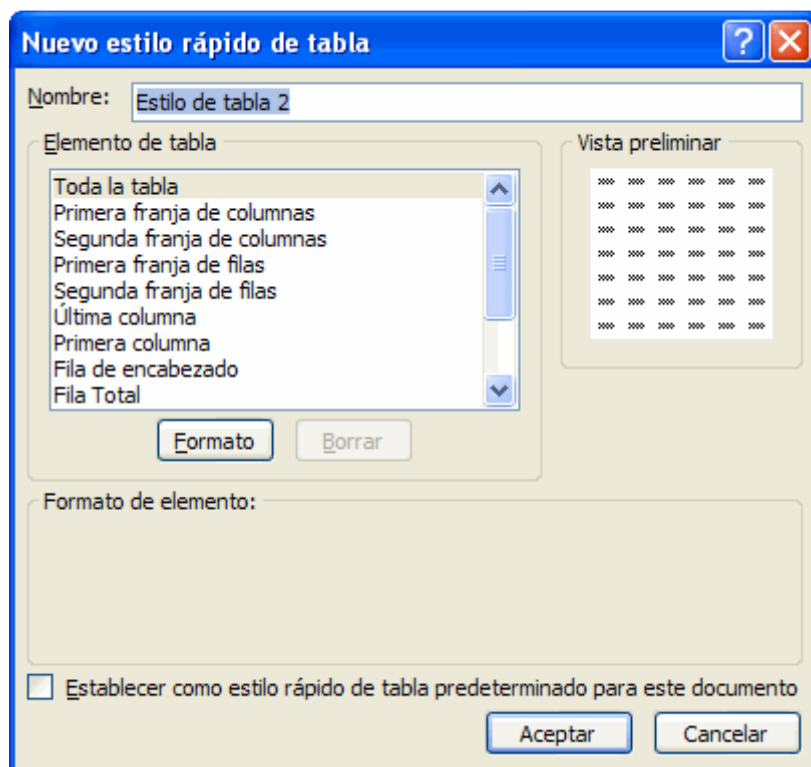 Nuevo estilo rápido de tabla
Nombre: Estilo de tabla 2
Elemento de tabla
Toda la tabla
Primera franja de columnas
Segunda franja de columnas
Primera franja de filas
Segunda franja de filas
Última columna
Primera columna
Fila de encabezado
Fila Total
Formato Borrar
Vista preliminar
Formato de elemento:
Establecer como estilo rápido de tabla predeterminado para este documento
Aceptar Cancelar